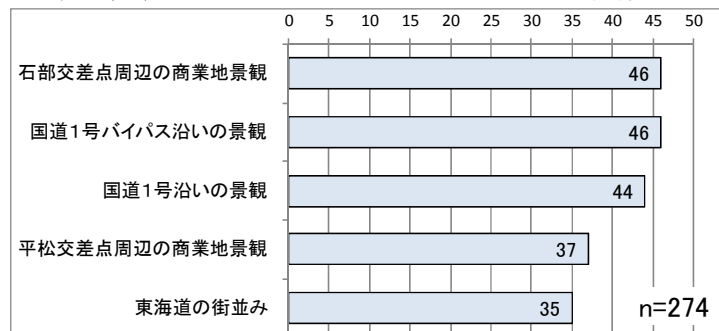 0 5 10 15 20 25 30 35 40 45 50
石部交差点周辺の商業地景観 46
国道1号バイパス沿いの景観 46
国道1号沿いの景観 44
平松交差点周辺の商業地景観 37
東海道の街並み 35
n=274